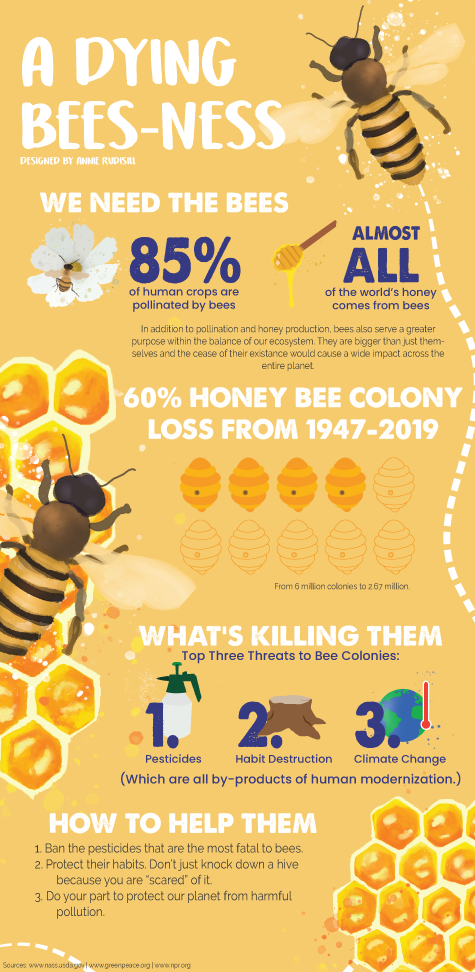 A DYING
BEES-NESS
DESIGNED BY ANNIE RUDISILL
WE NEED THE BEES
85%
of human crops are
pollinated by bees
ALMOST
ALL
of the world's honey
comes from bees
In addition to pollination and honey production, bees also serve a greater
purpose within the balance of our ecosystem. They are bigger than just them-
selves and the cease of their existance would cause a wide impact across the
entire planet.
60% HONEY BEE COLONY
LOSS FROM 1947-2019
From 6 million colonies to 2.67 million.
WHAT'S KILLING THEM
Top Three Threats to Bee Colonies:
1.
Pesticides
2.
Habit Destruction
3.
Climate Change
(Which are all by-products of human modernization.)
HOW TO HELP THEM
1. Ban the pesticides that are the most fatal to bees.
2. Protect their habits. Don't just knock down a hive
because you are "scared" of it.
3. Do your part to protect our planet from harmful
pollution.
Sources: www.nass.usda.gov | www.greenpeace.org | www.npr.org